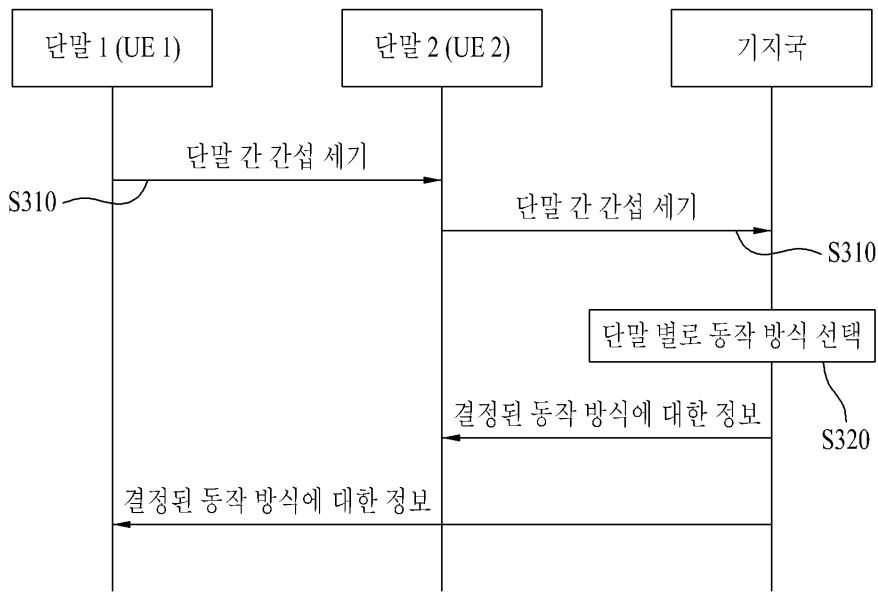 단말 1 (UE 1)
단말 2 (UE 2)
기지국
단말 간 간섭 세기
S310
단말 간 간섭 세기
S310
단말 별로 동작 방식 선택
S320
결정된 동작 방식에 대한 정보
결정된 동작 방식에 대한 정보